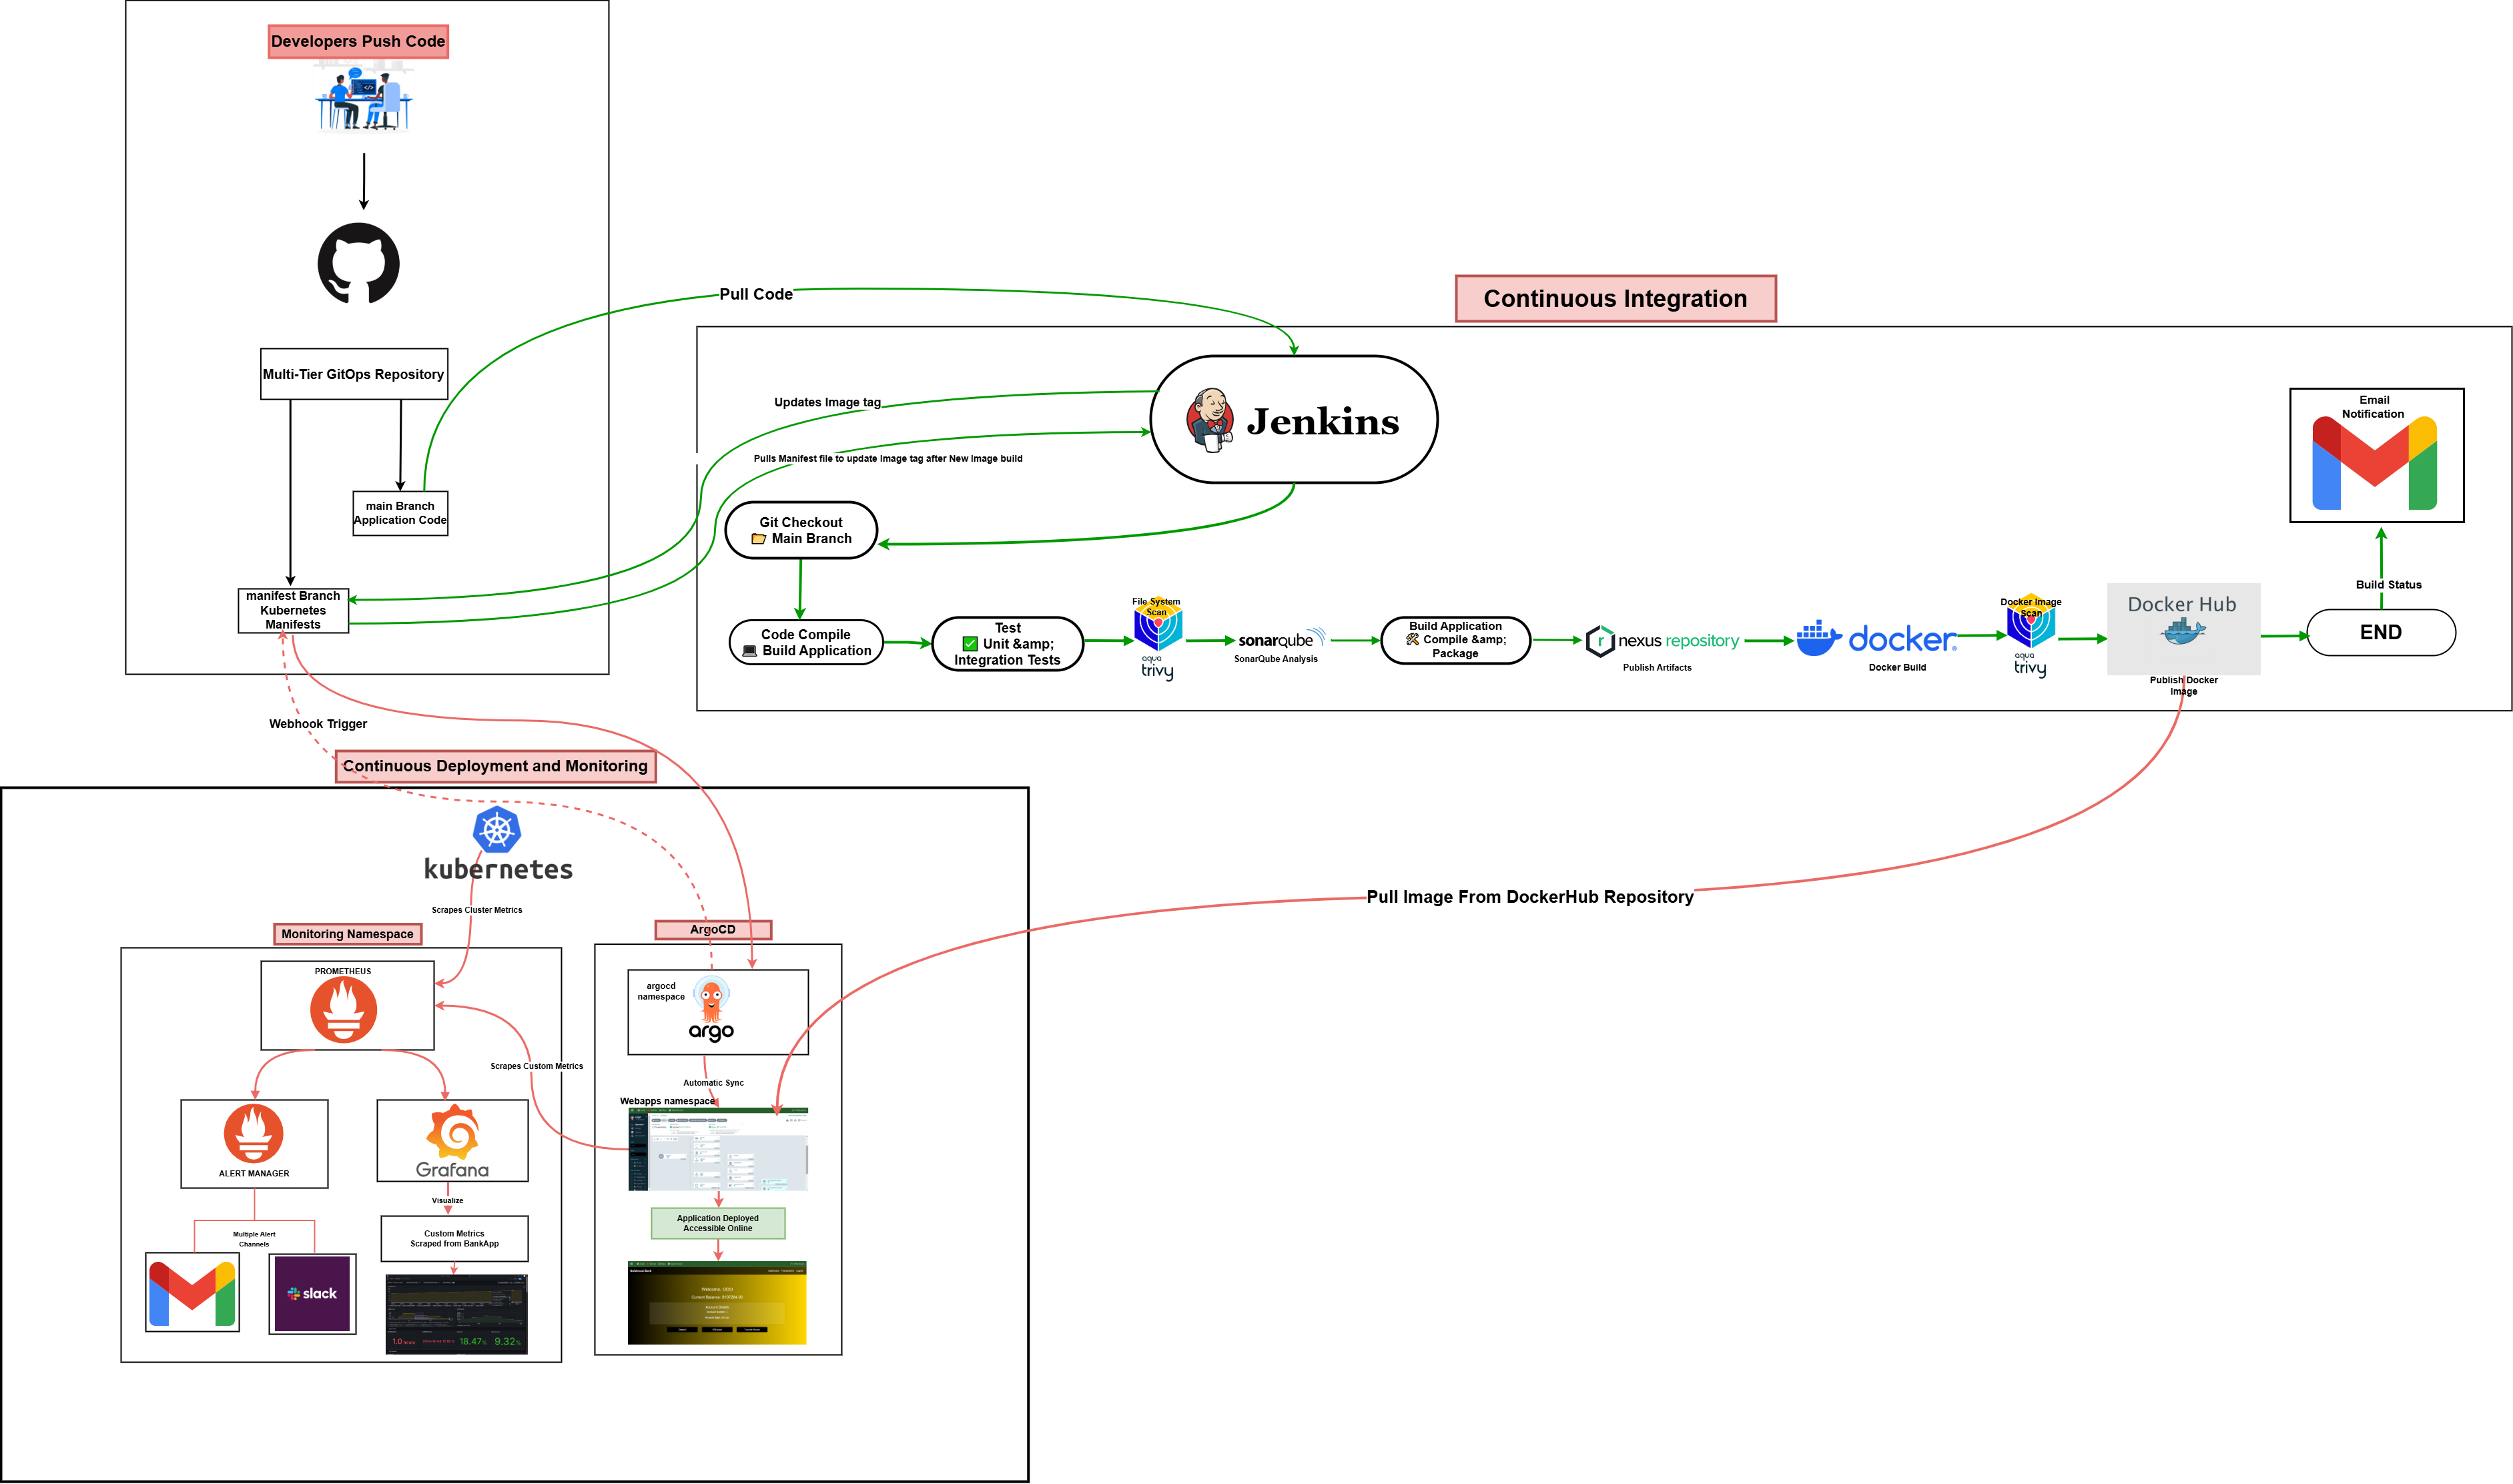 Developers Push Code
Multi-Tier GitOps Repository
main Branch
Application Code
manifest Branch
Kubernetes
Manifests
Pull Code
Continuous Integration
Jenkins
Updates Image tag
Pulls Manifest file to update Image tag after New Image build
Git Checkout
📂 Main Branch
Code Compile
💻 Build Application
Test
✅ Unit &amp;
Integration Tests
File System
Scan
aqua
trivy
sonarqube
SonarQube Analysis
Build Application
🛠️ Compile &amp;
Package
nexus repository
Publish Artifacts
docker
Docker Build
Docker Image
Scan
aqua
trivy
Docker Hub
Publish Docker
Image
END
Build Status
Email
Notification
Webhook Trigger
Continuous Deployment and Monitoring
kubernetes
Scrapes Cluster Metrics
Pull Image From DockerHub Repository
Monitoring Namespace
PROMETHEUS
ALERT MANAGER
Grafana
Visualize
Multiple Alert
Channels
slack
Custom Metrics
Scraped from BankApp
1.0
18.47%
9.32%
Scrapes Custom Metrics
ArgoCD
argocd
namespace
argo
Automatic Sync
Webapps namespace
Application Deployed
Accessible Online